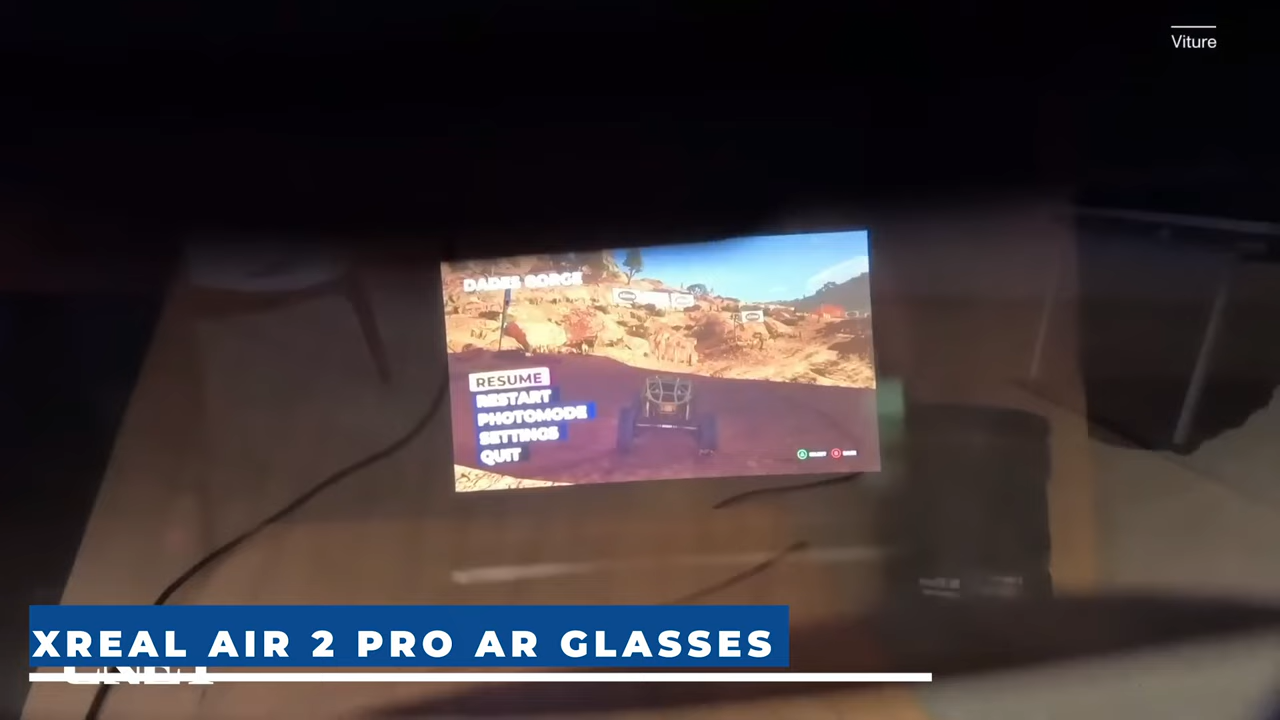 Viture
DADES GORGE
RESUME
RESTART
PHOTOMODE
SETTINGS
QUIT
XREAL AIR 2 PRO AR GLASSES